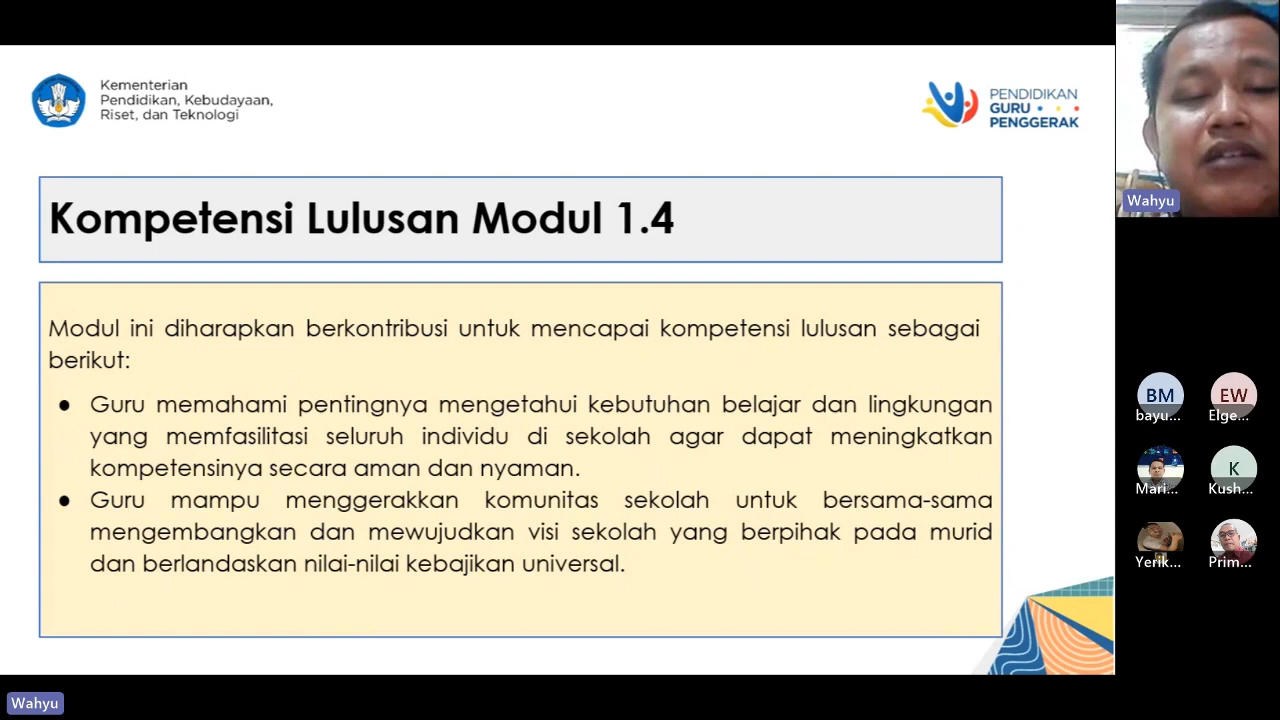 Kementerian
Pendidikan, Kebudayaan,
Riset, dan Teknologi
PENDIDIKAN
GURU
PENGGERAK
Kompetensi Lulusan Modul 1.4
Modul ini diharapkan berkontribusi untuk mencapai kompetensi lulusan sebagai
berikut:
● Guru memahami pentingnya mengetahui kebutuhan belajar dan lingkungan
yang memfasilitasi seluruh individu di sekolah agar dapat meningkatkan
kompetensinya secara aman dan nyaman.
● Guru mampu menggerakkan komunitas sekolah untuk bersama-sama
mengembangkan dan mewujudkan visi sekolah yang berpihak pada murid
dan berlandaskan nilai-nilai kebajikan universal.
Wahyu
BM EW
bayu... Elge...
K
Mari... Kush...
Yerik... Prim...
Wahyu